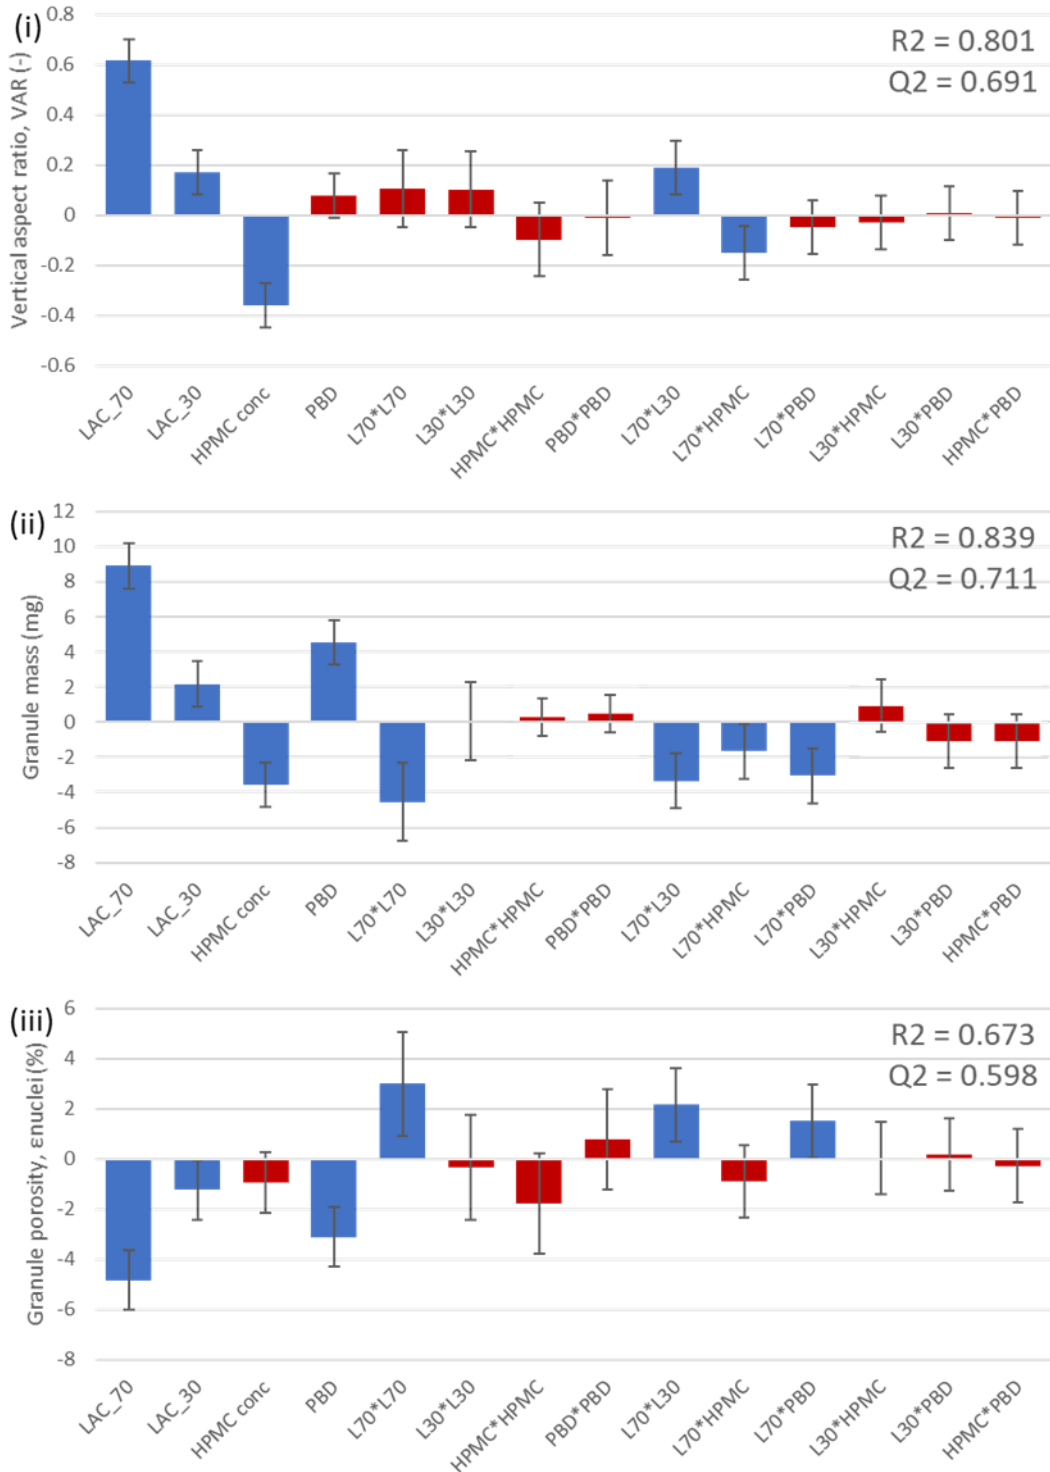 (i)
Vertical aspect ratio, VAR (-)
0.8
0.6
0.4
0.2
0
-0.2
-0.4
-0.6
R2 = 0.801
Q2 = 0.691
LAC_70
LAC_30
HPMC conc
PBD
L70*L70
L30*L30
HPMC*HPMC
PBD*PBD
L70*L30
L70*HPMC
L70*PBD
L30*HPMC
L30*PBD
HPMC*PBD
(ii)
Granule mass (mg)
12
10
8
6
4
2
0
-2
-4
-6
-8
R2 = 0.839
Q2 = 0.711
LAC_70
LAC_30
HPMC conc
PBD
L70*L70
L30*L30
HPMC*HPMC
PBD*PBD
L70*L30
L70*HPMC
L70*PBD
L30*HPMC
L30*PBD
HPMC*PBD
(iii)
Granule porosity, εnuclei (%)
6
4
2
0
-2
-4
-6
-8
R2 = 0.673
Q2 = 0.598
LAC_70
LAC_30
HPMC conc
PBD
L70*L70
L30*L30
HPMC*HPMC
PBD*PBD
L70*L30
L70*HPMC
L70*PBD
L30*HPMC
L30*PBD
HPMC*PBD